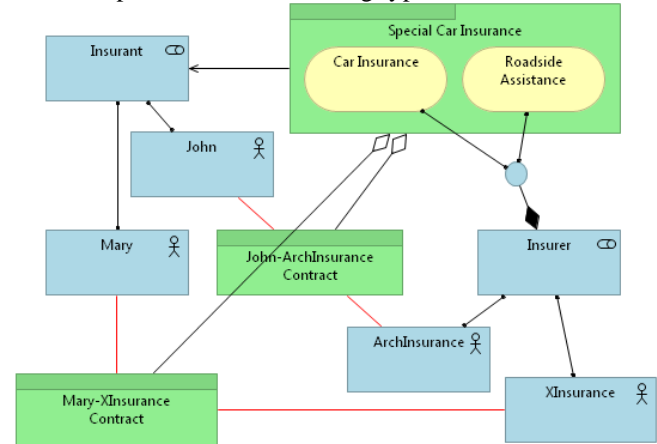 Special Car Insurance
Insurant
Car Insurance
Roadside
Assistance
John
Mary
John-ArchInsurance
Contract
Insurer
ArchInsurance
Mary-XInsurance
Contract
XInsurance